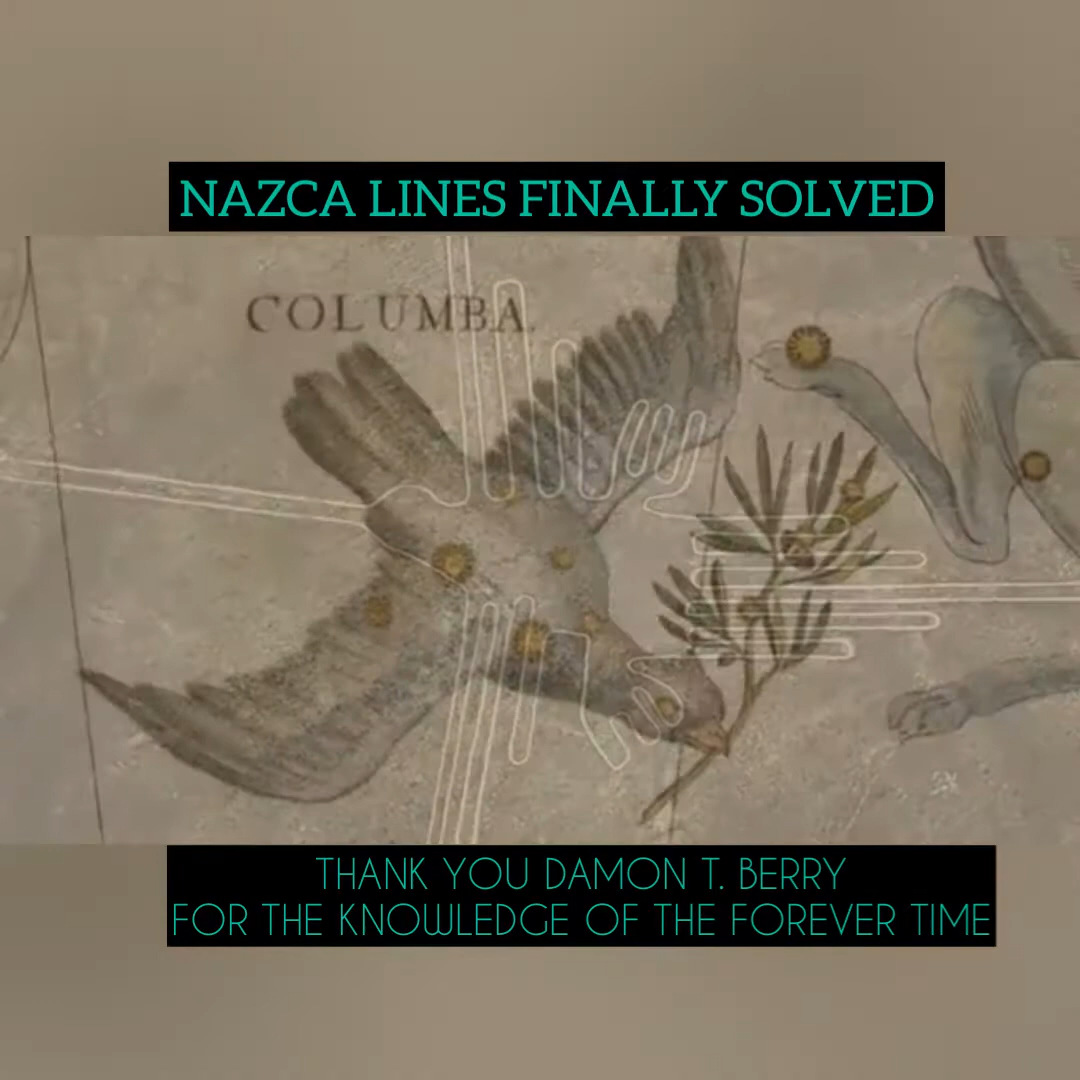 NAZCA LINES FINALLY SOLVED
COLUMBA.
THANK YOU DAMON T. BERRY
FOR THE KNOWLEDGE OF THE FOREVER TIME